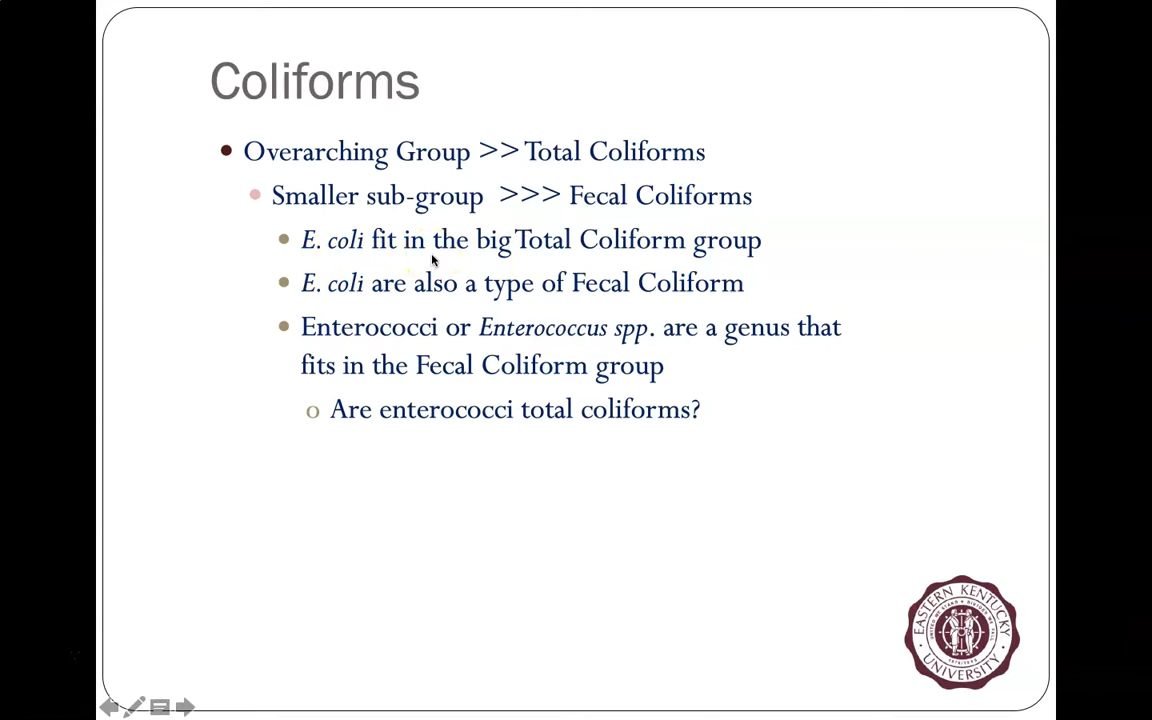 Coliforms
Overarching Group >> Total Coliforms
Smaller sub-group >>> Fecal Coliforms
E. coli fit in the big Total Coliform group
E. coli are also a type of Fecal Coliform
Enterococci or Enterococcus spp. are a genus that
fits in the Fecal Coliform group
o Are enterococci total coliforms?
EASTERN KENTUCKY
UNIVERSITY